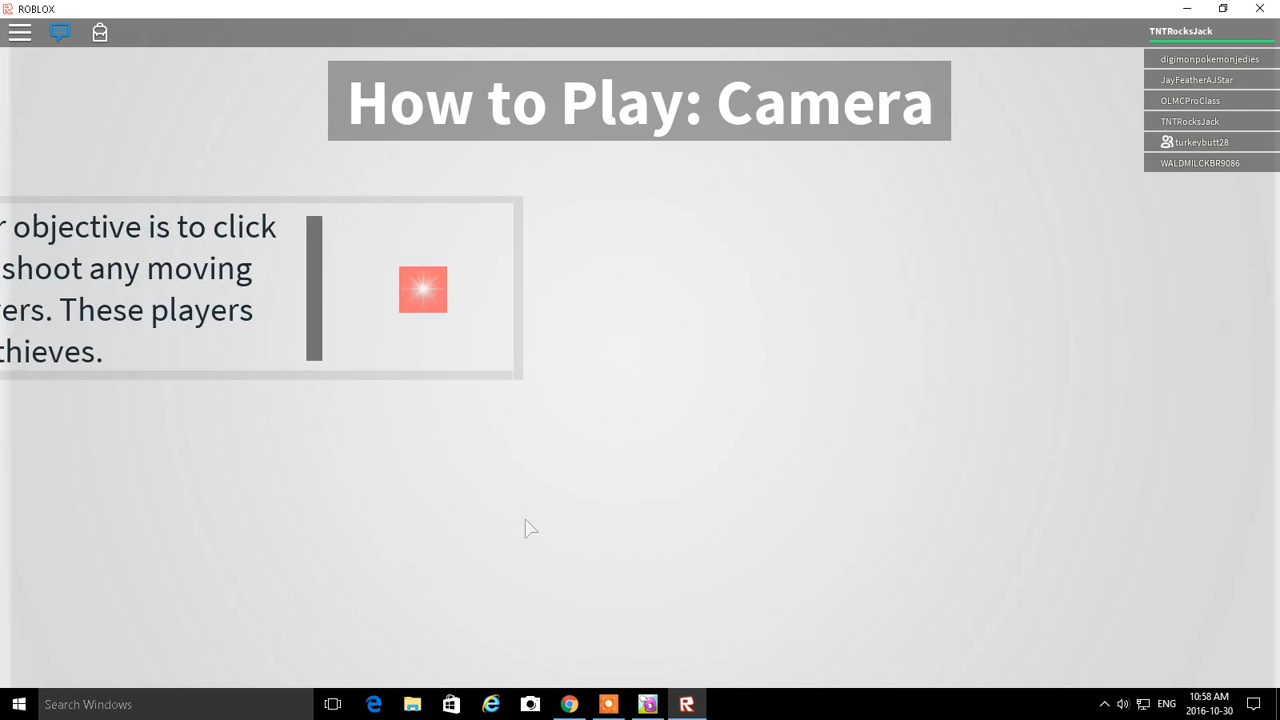 ROBLOX
TNTRocksJack
How to Play: Camera
digimonpokemonjedies
JayFeatherAJStar
OLMCProClass
TNTRocksJack
turkeybutt28
WALDMILCKBR9086
r objective is to click
shoot any moving
ers. These players
thieves.
Search Windows
ENG
10:58 AM
2016-10-30